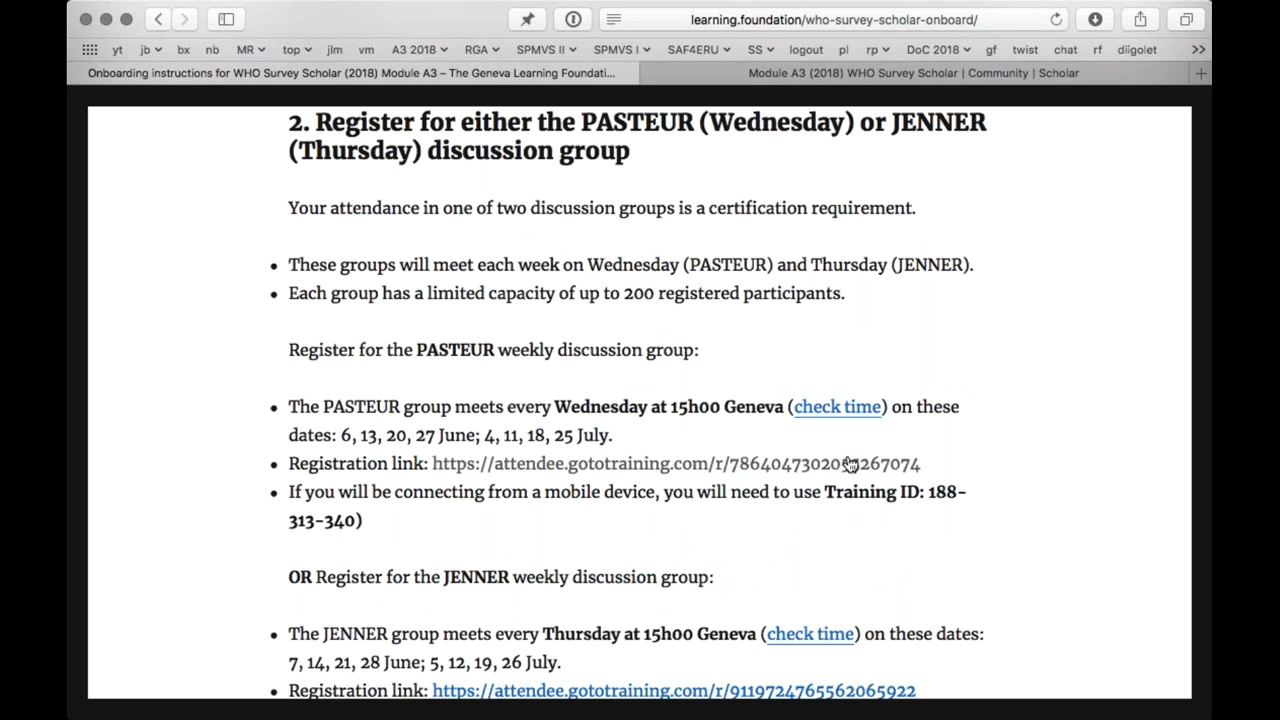 learning.foundation/who-survey-scholar-onboard/
yt jb bx nb MR top jlm vm A3 2018 RGA SPMVS II SPMVS I SAF4ERU SS logout pl rp DoC 2018 gf twist chat rf diigolet >>
Onboarding instructions for WHO Survey Scholar (2018) Module A3 – The Geneva Learning Foundati... Module A3 (2018) WHO Survey Scholar | Community | Scholar +
2. Register for either the PASTEUR (Wednesday) or JENNER
(Thursday) discussion group
Your attendance in one of two discussion groups is a certification requirement.
• These groups will meet each week on Wednesday (PASTEUR) and Thursday (JENNER).
• Each group has a limited capacity of up to 200 registered participants.
Register for the PASTEUR weekly discussion group:
• The PASTEUR group meets every Wednesday at 15h00 Geneva (check time) on these
dates: 6, 13, 20, 27 June; 4, 11, 18, 25 July.
• Registration link:
• If you will be connecting from a mobile device, you will need to use Training ID: 188-
313-340)
OR Register for the JENNER weekly discussion group:
• The JENNER group meets every Thursday at 15h00 Geneva (check time) on these dates:
7, 14, 21, 28 June; 5, 12, 19, 26 July.
• Registration link: https://attendee.gototraining.com/r/9119724765562065922